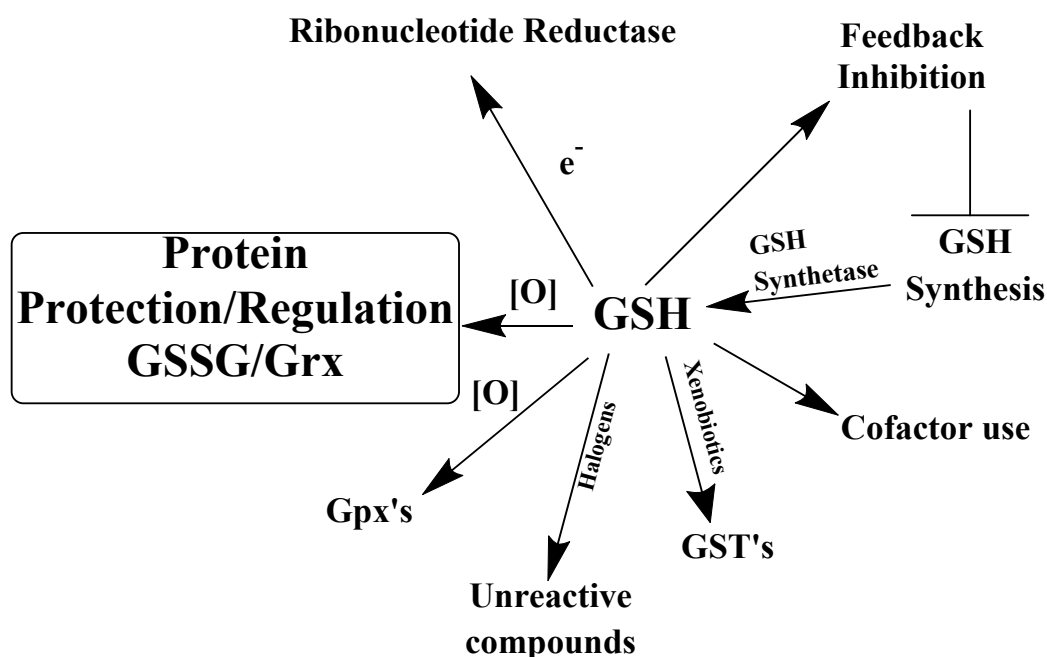 Ribonucleotide Reductase
Feedback
Inhibition
e-
GSH
Synthetase
GSH
Synthesis
Protein
Protection/Regulation
GSSG/Grx
[O]
GSH
[O]
Halogens
Xenobiotics
Cofactor use
Gpx's
GST's
Unreactive
compounds